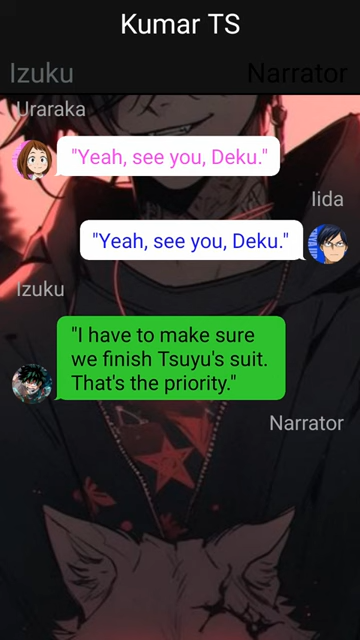 Kumar TS
Izuku
Narrator
Uraraka
"Yeah, see you, Deku."
Iida
"Yeah, see you, Deku."
Izuku
"I have to make sure
we finish Tsuyu's suit.
That's the priority."
Narrator